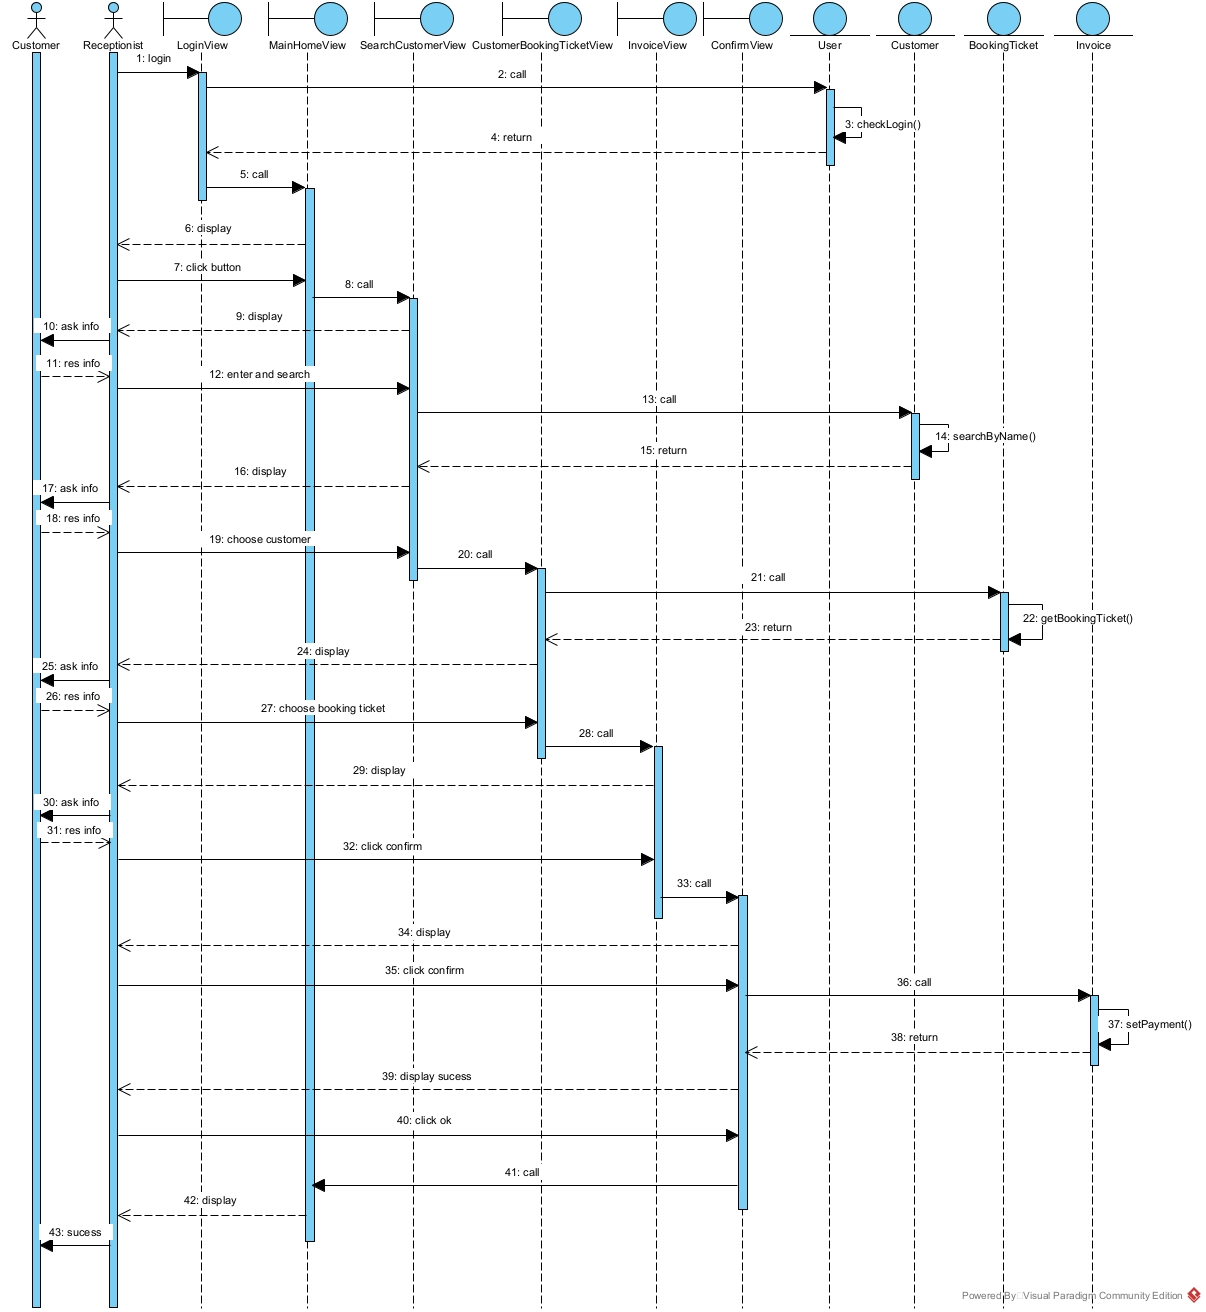 Customer Receptionist LoginView MainHomeView SearchCustomerView CustomerBookingTicketView InvoiceView ConfirmView User Customer BookingTicket Invoice
1: login
2: call
3: checkLogin()
4: return
5: call
6: display
7: click button
8: call
9: display
10: ask info
11: res info
12: enter and search
13: call
14: searchByName()
15: return
16: display
17: ask info
18: res info
19: choose customer
20: call
21: call
22: getBookingTicket()
23: return
24: display
25: ask info
26: res info
27: choose booking ticket
28: call
29: display
30: ask info
31: res info
32: click confirm
33: call
34: display
35: click confirm
36: call
37: setPayment()
38: return
39: display sucess
40: click ok
41: call
42: display
43: sucess
Powered By Visual Paradigm Community Edition